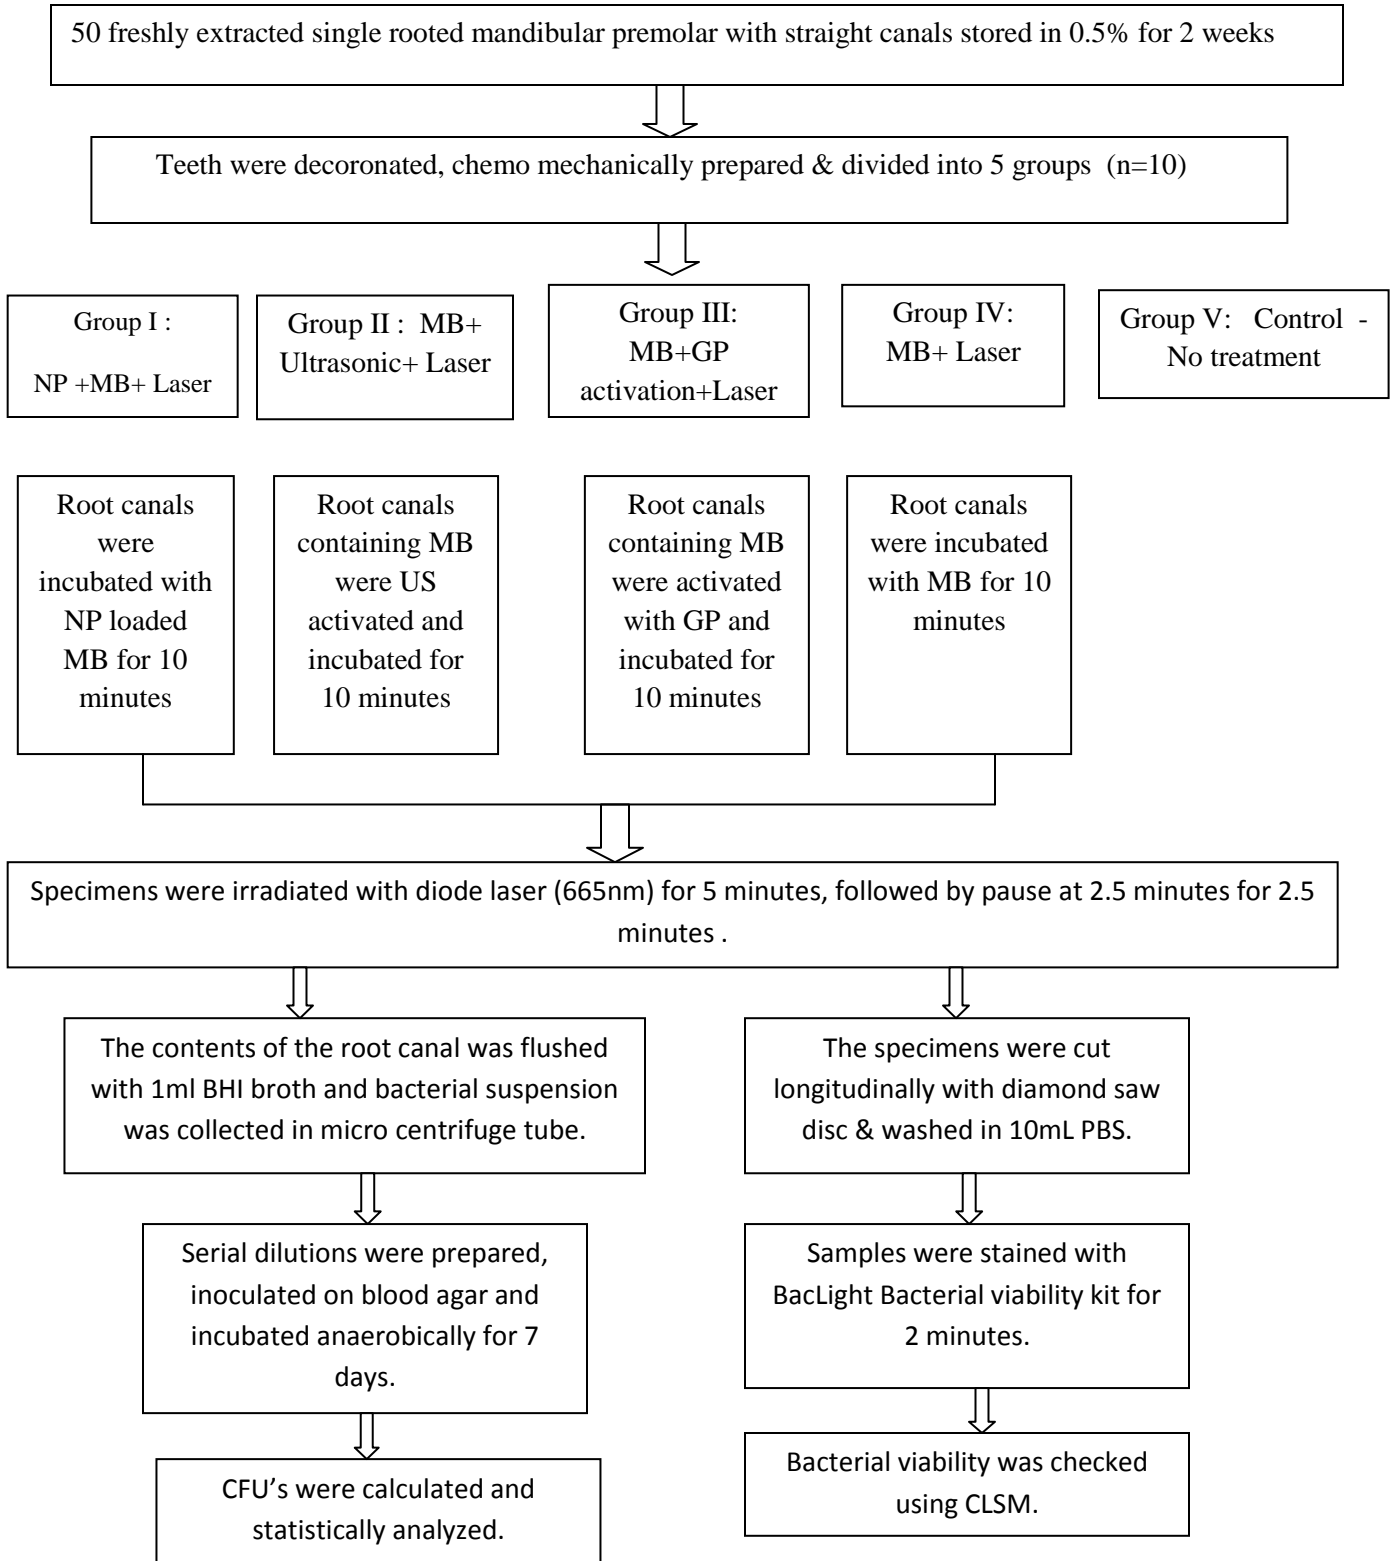 50 freshly extracted single rooted mandibular premolar with straight canals stored in 0.5% for 2 weeks
Teeth were decoronated, chemo mechanically prepared & divided into 5 groups (n=10)
Group I :
NP +MB+ Laser
Group II : MB+
Ultrasonic+ Laser
Group III:
MB+GP
activation+Laser
Group IV:
MB+ Laser
Group V: Control -
No treatment
Root canals
were
incubated with
NP loaded
MB for 10
minutes
Root canals
containing MB
were US
activated and
incubated for
10 minutes
Root canals
containing MB
were activated
with GP and
incubated for
10 minutes
Root canals
were incubated
with MB for 10
minutes
Specimens were irradiated with diode laser (665nm) for 5 minutes, followed by pause at 2.5 minutes for 2.5
minutes .
The contents of the root canal was flushed
with 1ml BHI broth and bacterial suspension
was collected in micro centrifuge tube.
The specimens were cut
longitudinally with diamond saw
disc & washed in 10mL PBS.
Serial dilutions were prepared,
inoculated on blood agar and
incubated anaerobically for 7
days.
Samples were stained with
BacLight Bacterial viability kit for
2 minutes.
CFU’s were calculated and
statistically analyzed.
Bacterial viability was checked
using CLSM.